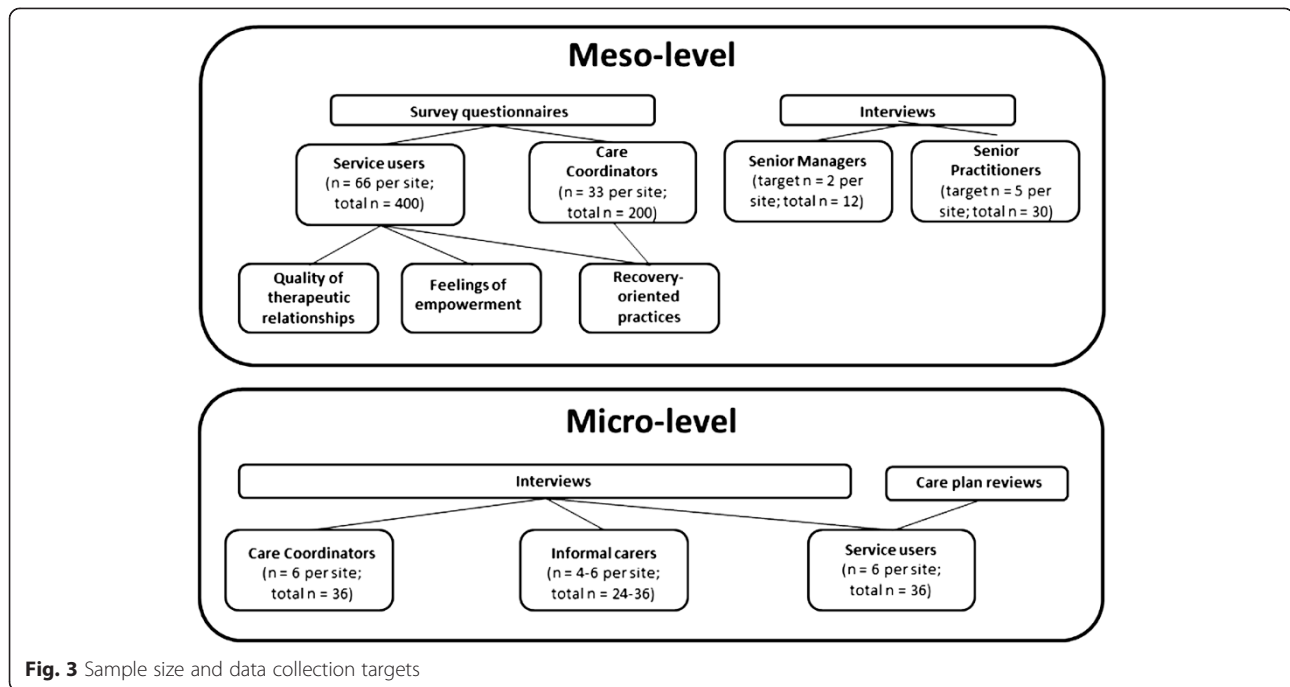 Meso-level
Survey questionnaires
Interviews
Service users
(n = 66 per site;
total n = 400)
Care
Coordinators
(n = 33 per site;
total n = 200)
Senior Managers
(target n = 2 per
site; total n = 12)
Senior
Practitioners
(target n = 5 per
site; total n = 30)
Quality of
therapeutic
relationships
Feelings of
empowerment
Recovery-
oriented
practices
Micro-level
Interviews
Care plan reviews
Care Coordinators
(n = 6 per site;
total n = 36)
Informal carers
(n = 4-6 per site;
total n = 24-36)
Service users
(n = 6 per site;
total n = 36)
Fig. 3 Sample size and data collection targets